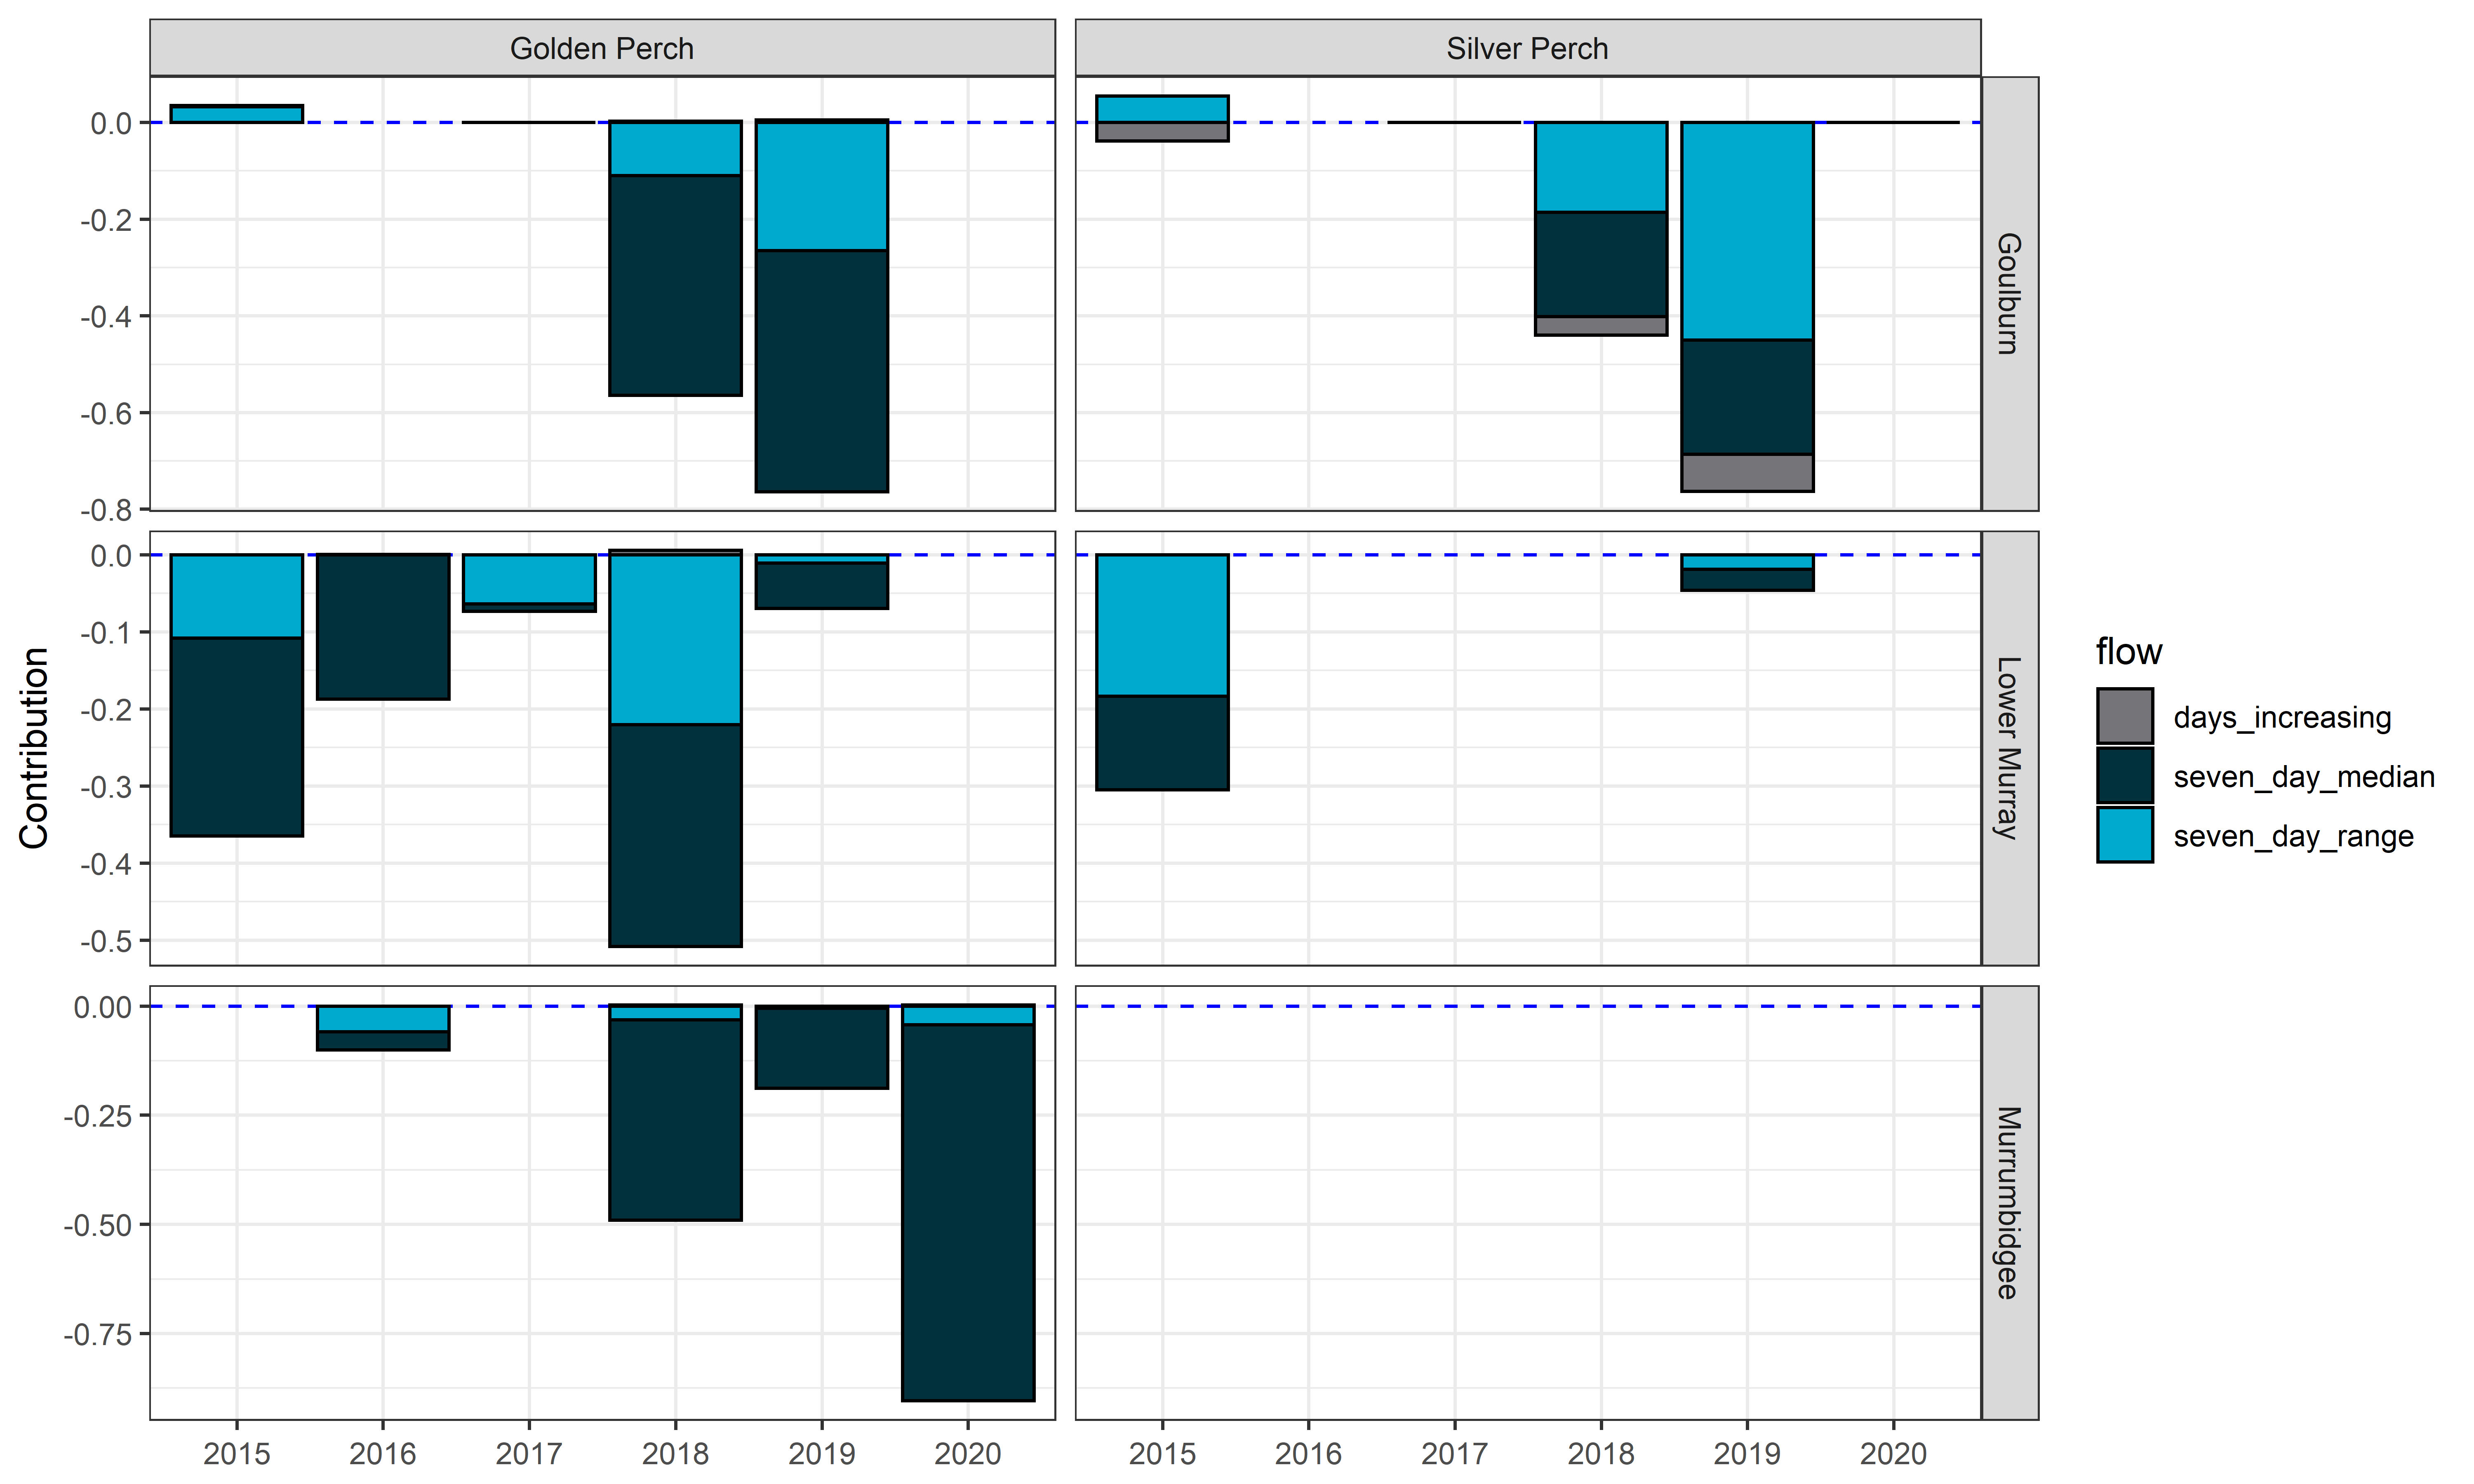 Golden Perch
Silver Perch
0.0
-0.2
-0.4
-0.6
-0.8
Goulburn
0.0
-0.1
-0.2
-0.3
-0.4
-0.5
Lower Murray
0.00
-0.25
-0.50
-0.75
Murrumbidgee
Contribution
2015 2016 2017 2018 2019 2020
2015 2016 2017 2018 2019 2020
flow
days_increasing
seven_day_median
seven_day_range